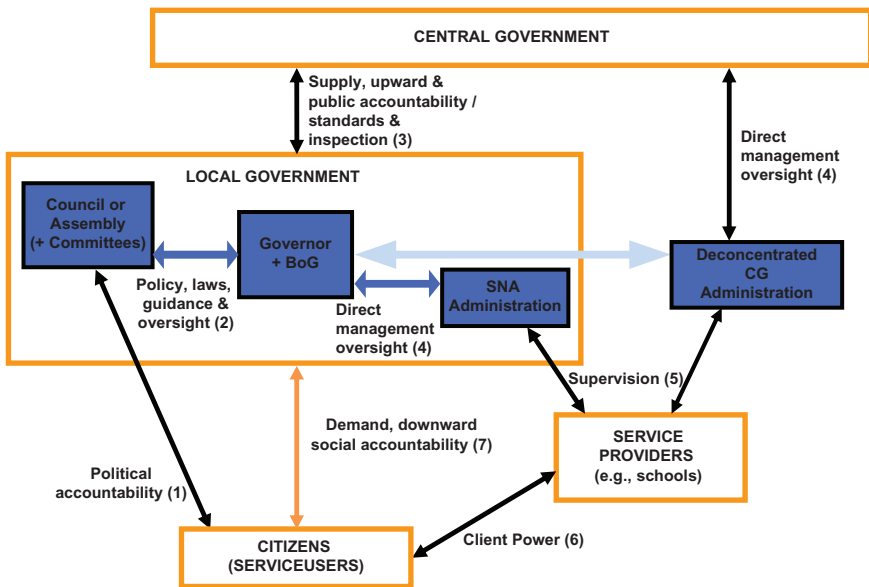 CENTRAL GOVERNMENT
Supply, upward &
public accountability /
standards &
inspection (3)
Direct
management
oversight (4)
LOCAL GOVERNMENT
Council or
Assembly
(+ Committees)
Governor
+ BoG
Deconcentrated
CG
Administration
SNA
Administration
Policy, laws,
guidance &
oversight (2)
Direct
management
oversight (4)
Supervision (5)
Demand, downward
social accountability (7)
SERVICE
PROVIDERS
(e.g., schools)
Political
accountability (1)
Client Power (6)
CITIZENS
(SERVICEUSERS)